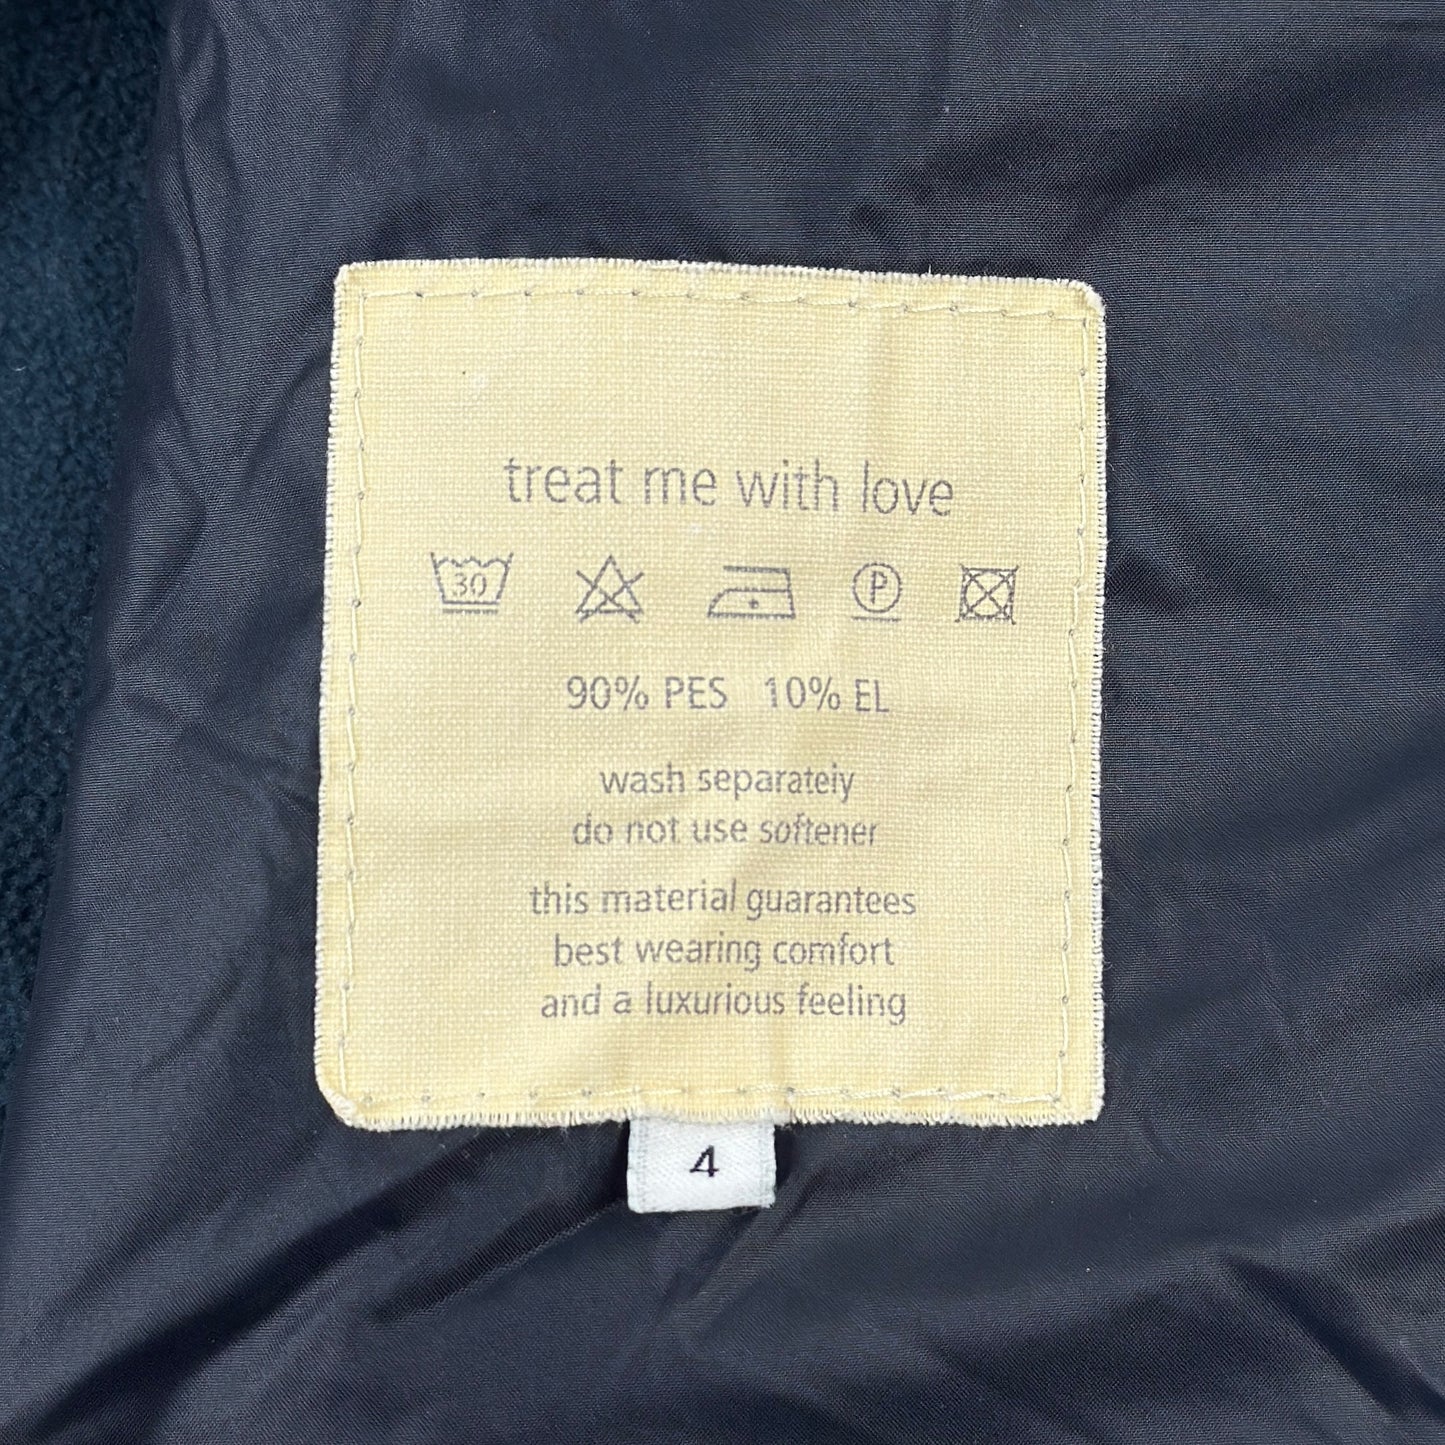 treat me with love
30 P
90% PES 10% EL
wash separately
do not use softener
this material guarantees
best wearing comfort
and a luxurious feeling
4